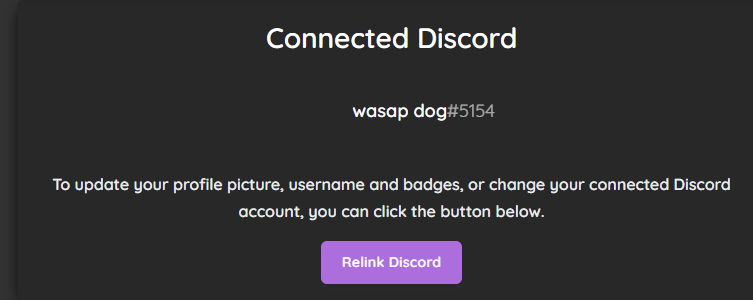 Connected Discord
wasap dog#5154
To update your profile picture, username and badges, or change your connected Discord
account, you can click the button below.
Relink Discord